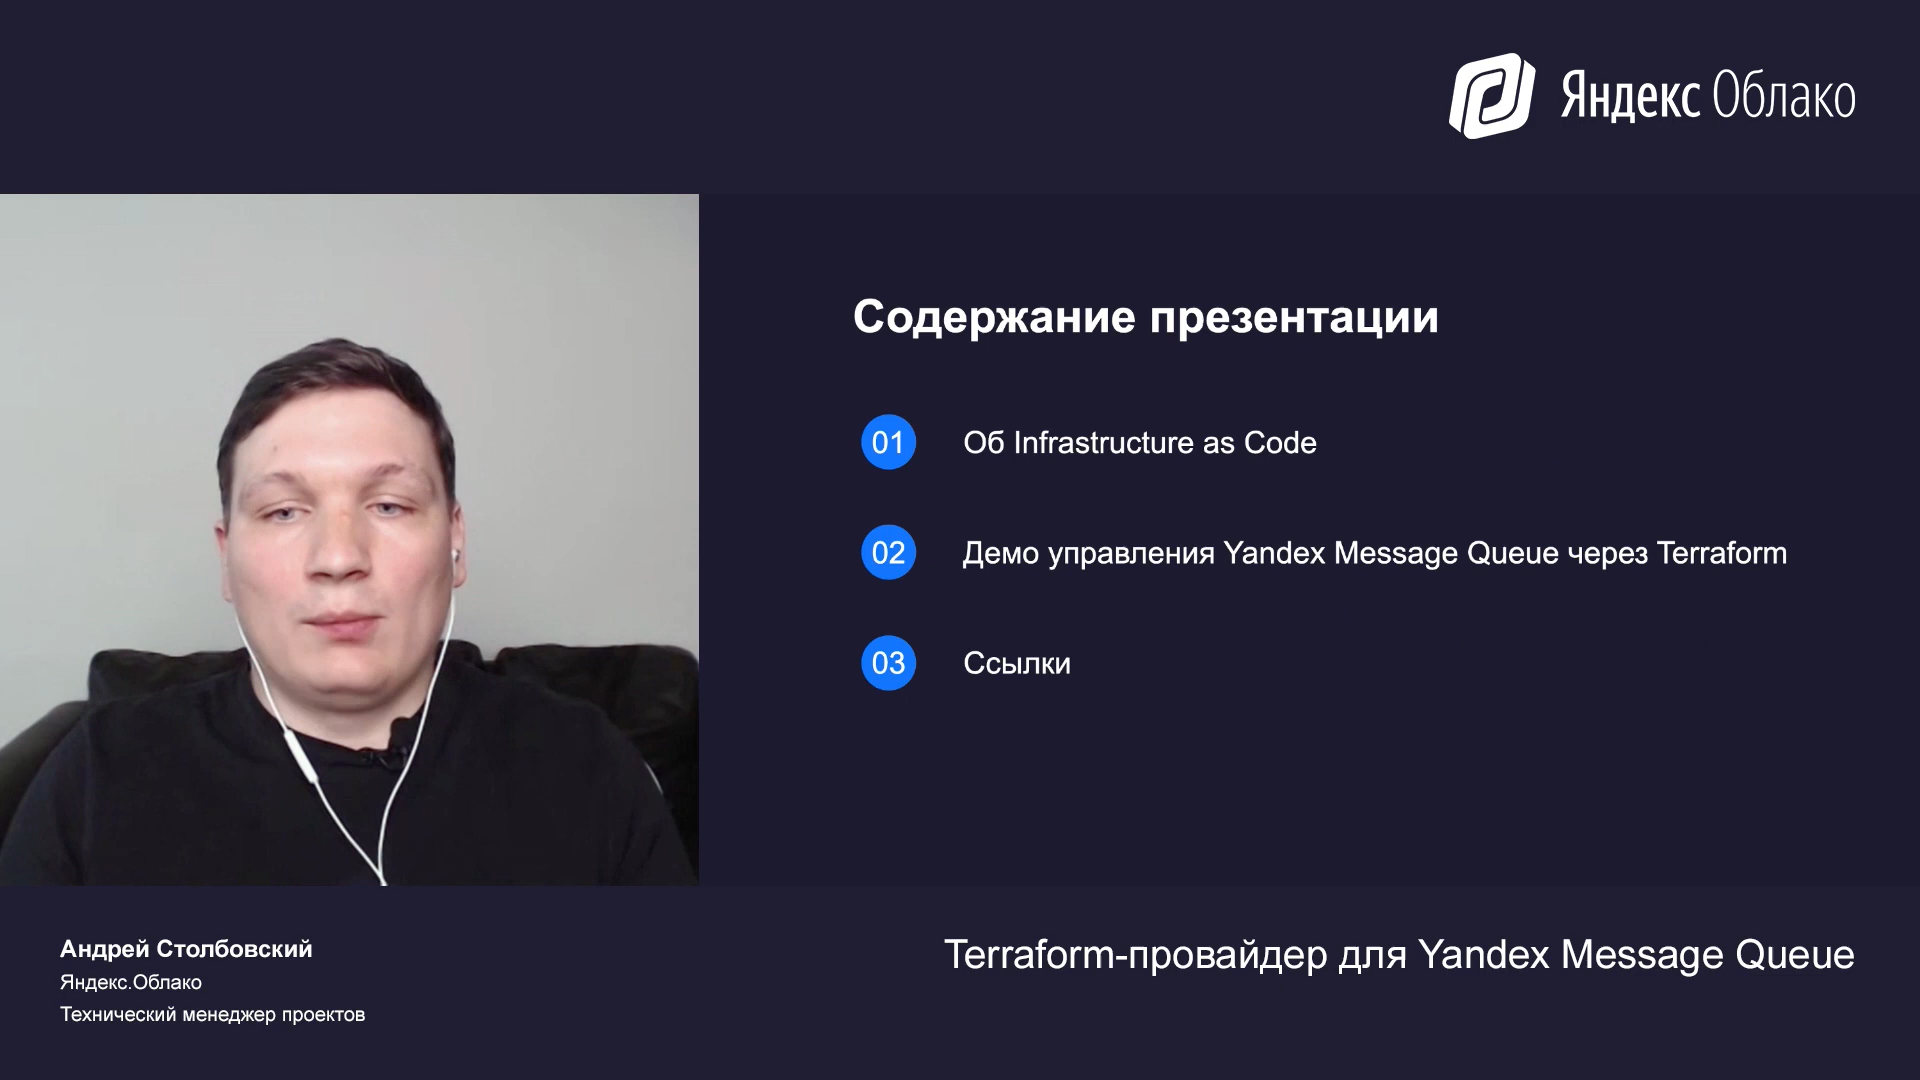 Яндекс Облако
Содержание презентации
01 Об Infrastructure as Code
02 Демо управления Yandex Message Queue через Terraform
03 Ссылки
Андрей Столбовский
Яндекс.Облако
Технический менеджер проектов
Terraform-провайдер для Yandex Message Queue